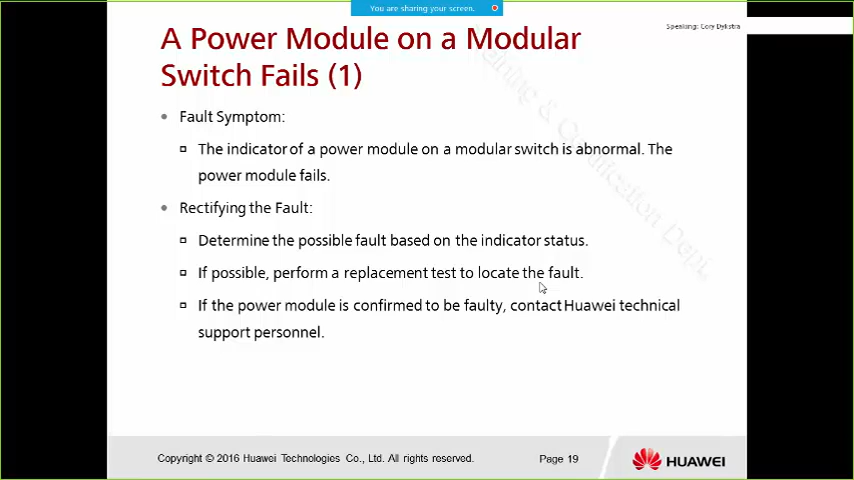 You are sharing your screen.
Speaking: Cory Dykstra
A Power Module on a Modular
Switch Fails (1)
Fault Symptom:
The indicator of a power module on a modular switch is abnormal. The
power module fails.
Rectifying the Fault:
Determine the possible fault based on the indicator status.
If possible, perform a replacement test to locate the fault.
If the power module is confirmed to be faulty, contact Huawei technical
support personnel.
Copyright © 2016 Huawei Technologies Co., Ltd. All rights reserved.
Page 19
HUAWEI